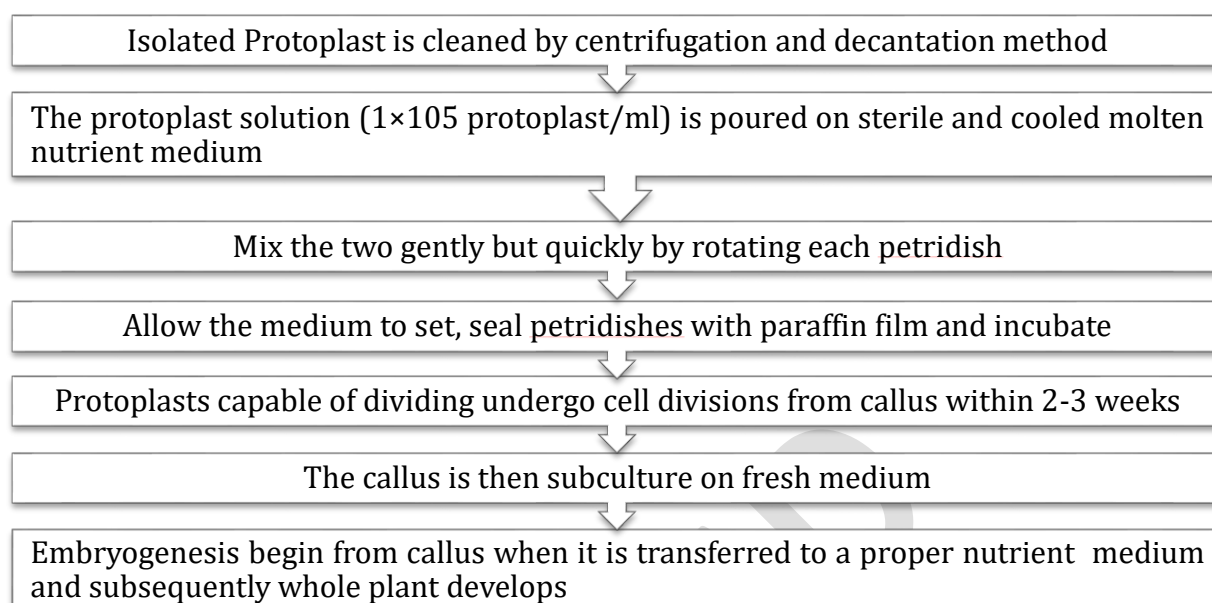 Isolated Protoplast is cleaned by centrifugation and decantation method
The protoplast solution (1×105 protoplast/ml) is poured on sterile and cooled molten
nutrient medium
Mix the two gently but quickly by rotating each petridish
Allow the medium to set, seal petridishes with paraffin film and incubate
Protoplasts capable of dividing undergo cell divisions from callus within 2-3 weeks
The callus is then subculture on fresh medium
Embryogenesis begin from callus when it is transferred to a proper nutrient medium
and subsequently whole plant develops